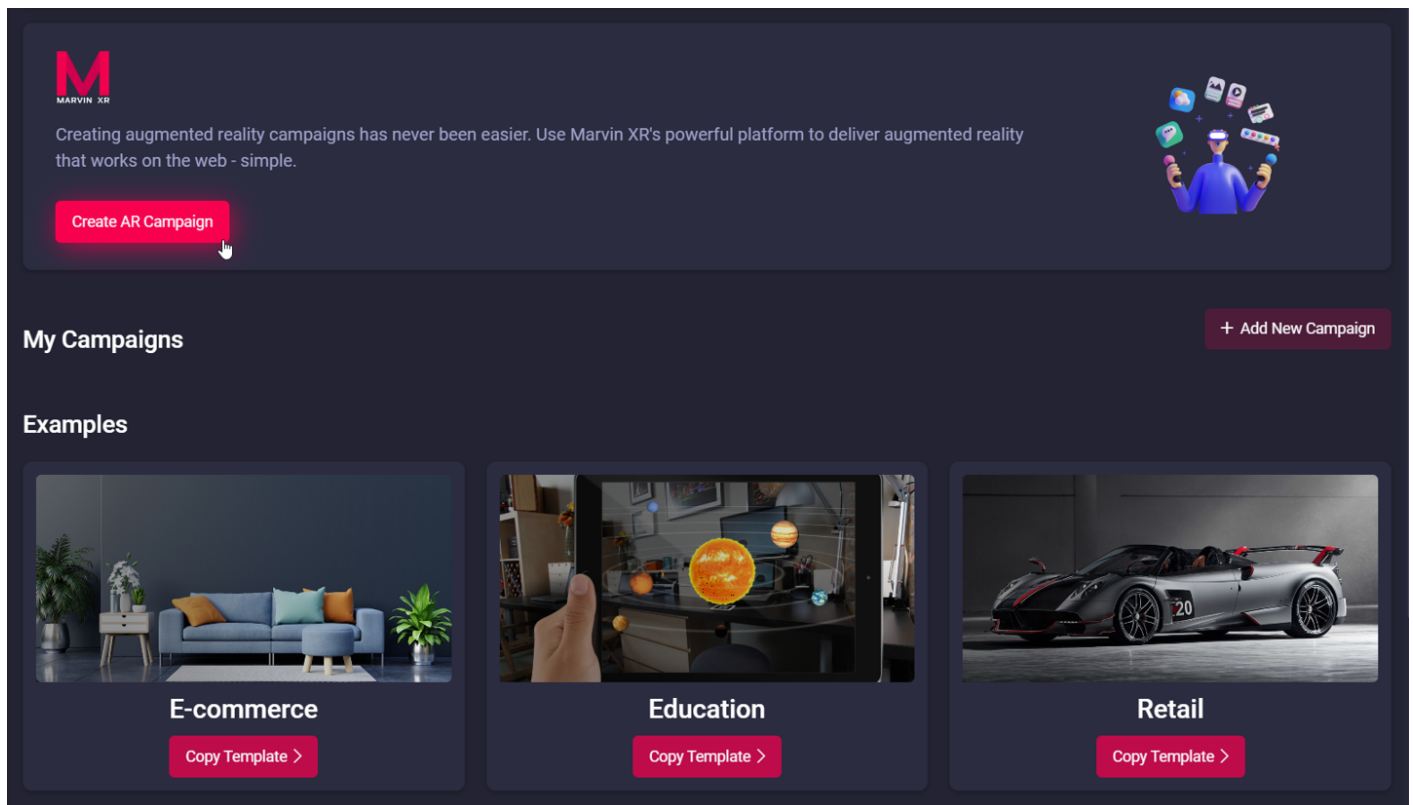 M
MARVIN XR
Creating augmented reality campaigns has never been easier. Use Marvin XR's powerful platform to deliver augmented reality
that works on the web - simple.
Create AR Campaign
My Campaigns
+ Add New Campaign
Examples
20
E-commerce
Education
Retail
Copy Template >
Copy Template >
Copy Template >